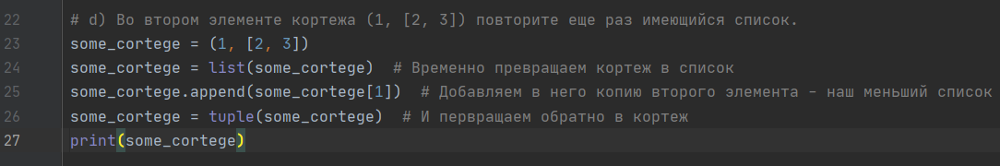 22 # d) Во втором элементе кортежа (1, [2, 3]) повторите еще раз имеющийся список.
23 some_cortege = (1, [2, 3])
24 some_cortege = list(some_cortege)  # Временно превращаем кортеж в список
25 some_cortege.append(some_cortege[1])  # Добавляем в него копию второго элемента - наш меньший список
26 some_cortege = tuple(some_cortege)  # И первращаем обратно в кортеж
27 print(some_cortege)